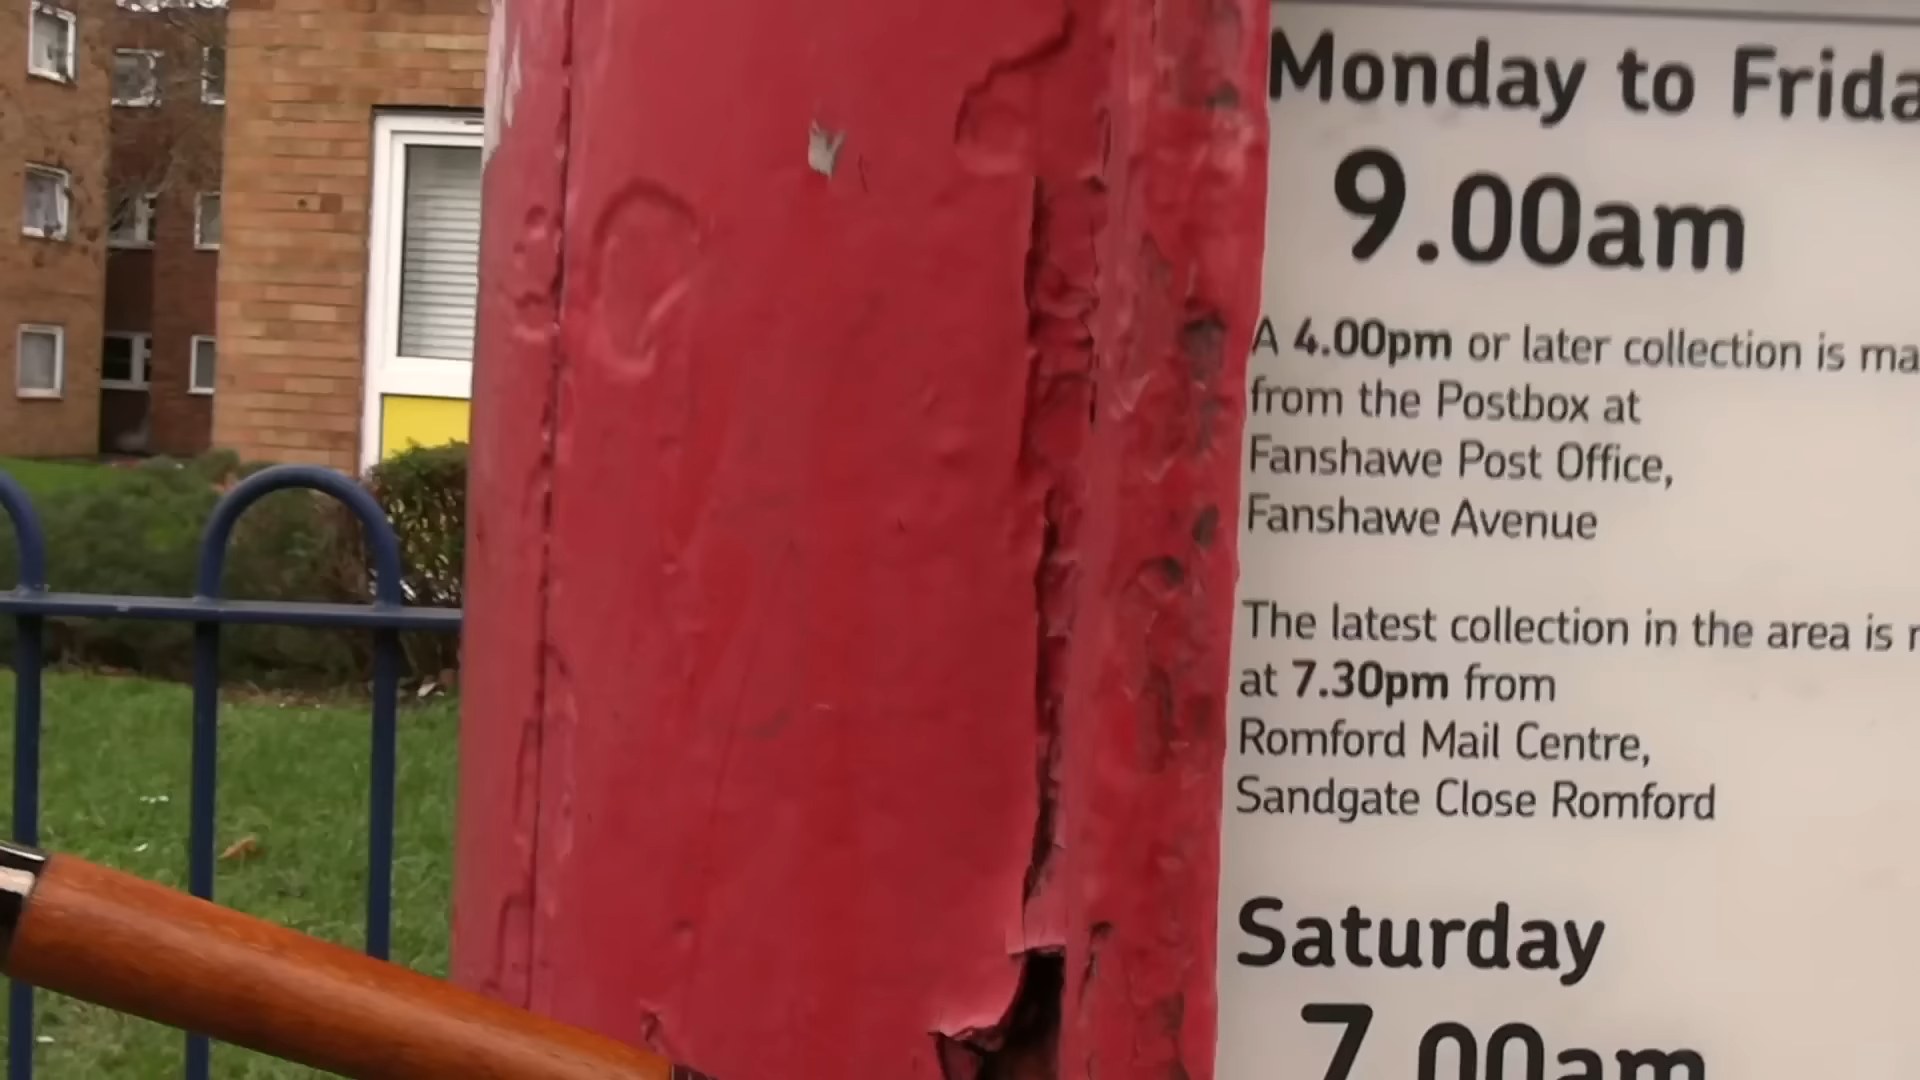 Monday to Frida
9.00am
A 4.00pm or later collection is ma
from the Postbox at
Fanshawe Post Office,
Fanshawe Avenue
The latest collection in the area is
at 7.30pm from
Romford Mail Centre,
Sandgate Close Romford
Saturday
7.00am